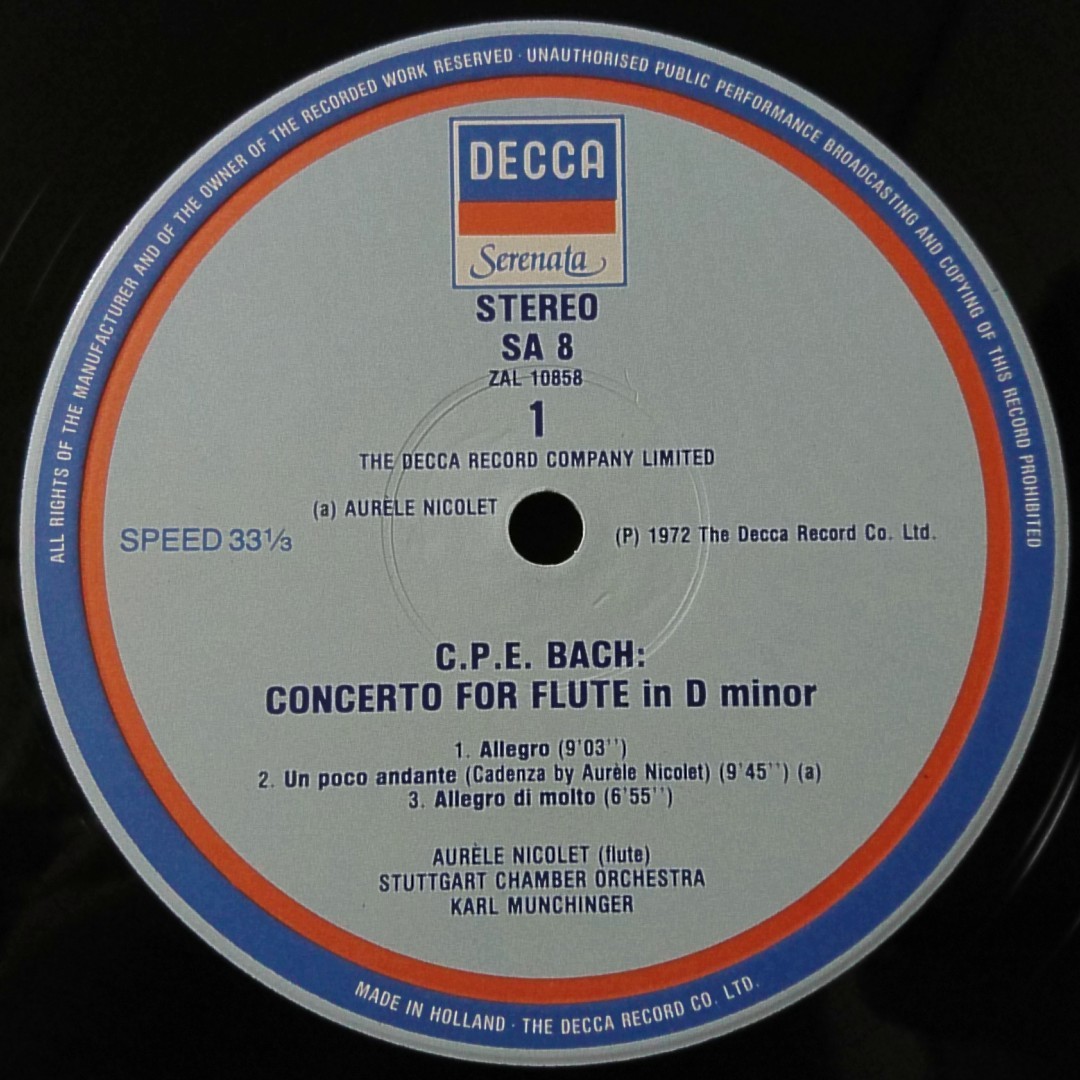 ALL RIGHTS OF THE MANUFACTURER AND OF THE OWNER OF THE RECORDED WORK RESERVED · UNAUTHORISED PUBLIC PERFORMANCE BROADCASTING AND COPYING OF THIS RECORD PROHIBITED
DECCA
Serenata
STEREO
SA 8
ZAL 10858
1
THE DECCA RECORD COMPANY LIMITED
(a) AURÈLE NICOLET
SPEED 33⅓
(P) 1972 The Decca Record Co. Ltd.
C.P.E. BACH:
CONCERTO FOR FLUTE in D minor
1. Allegro (9'03'')
2. Un poco andante (Cadenza by Aurèle Nicolet) (9'45'') (a)
3. Allegro di molto (6'55'')
AURÈLE NICOLET (flute)
STUTTGART CHAMBER ORCHESTRA
KARL MUNCHINGER
MADE IN HOLLAND · THE DECCA RECORD CO. LTD.